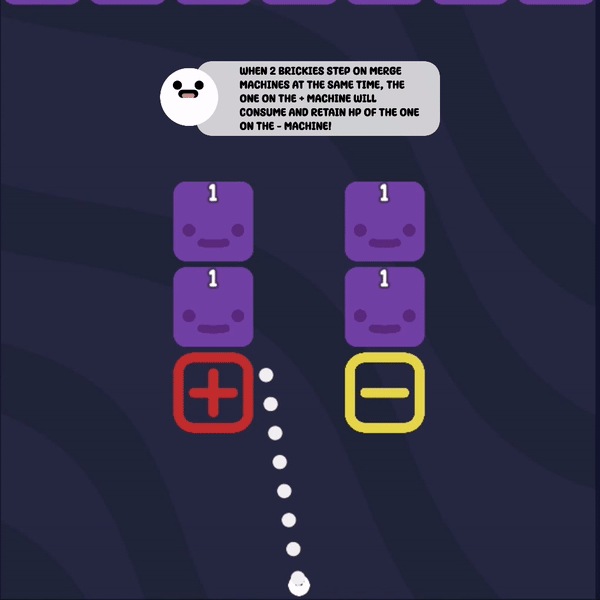 WHEN 2 BRICKIES STEP ON MERGE
MACHINES AT THE SAME TIME, THE
ONE ON THE + MACHINE WILL
CONSUME AND RETAIN HP OF THE ONE
ON THE - MACHINE!
1 1
1 1
+ −